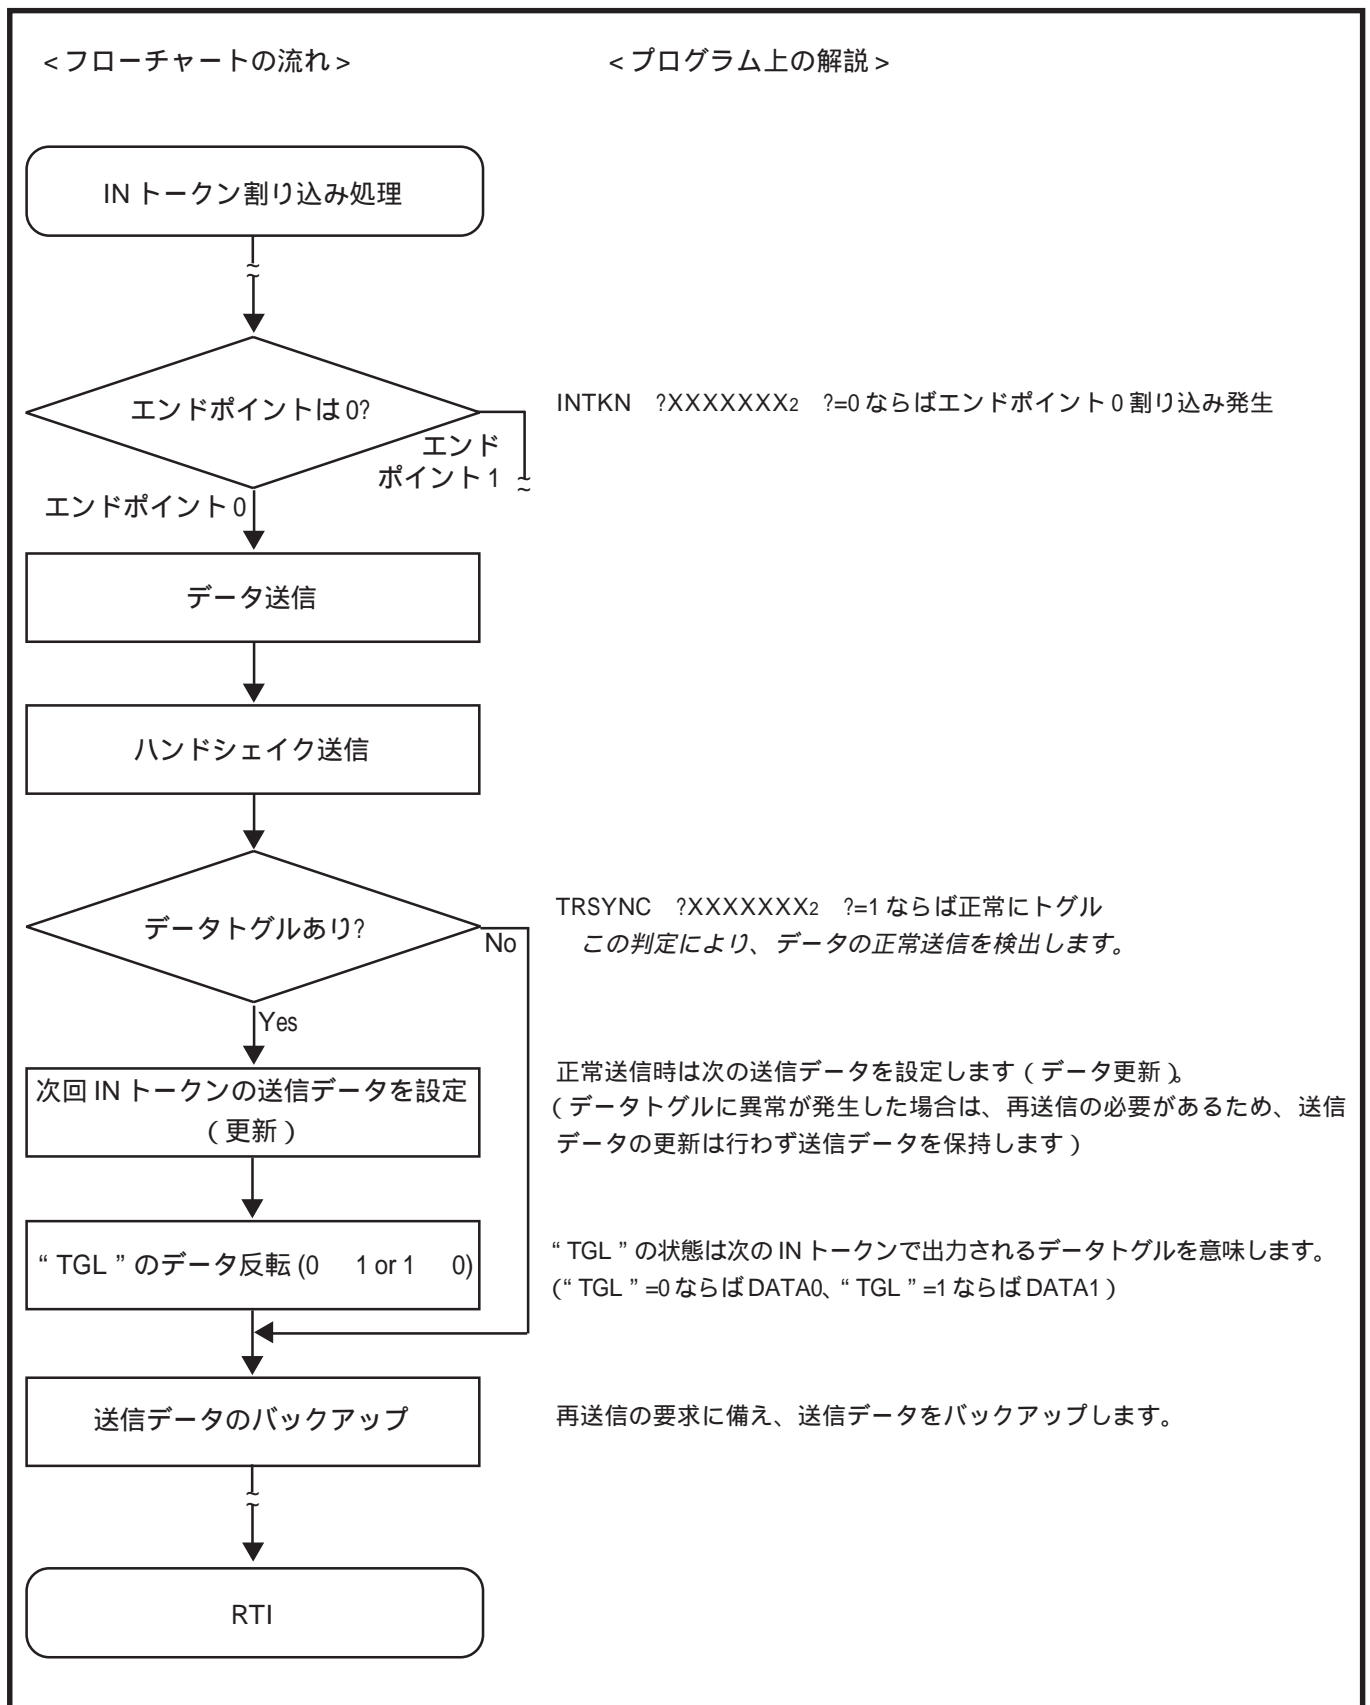 <フローチャートの流れ>
<プログラム上の解説>
IN トークン割り込み処理
エンドポイントは 0?
INTKN ?XXXXXXX2 ?=0 ならばエンドポイント 0 割り込み発生
エンド
ポイント 1
エンドポイント 0
データ送信
ハンドシェイク送信
データトグルあり?
TRSYNC ?XXXXXXX2 ?=1 ならば正常にトグル
この判定により、データの正常送信を検出します。
No
Yes
次回 IN トークンの送信データを設定
(更新)
正常送信時は次の送信データを設定します(データ更新)。
(データトグルに異常が発生した場合は、再送信の必要があるため、送信
データの更新は行わず送信データを保持します)
“TGL”のデータ反転 (0 1 or 1 0)
“TGL”の状態は次の IN トークンで出力されるデータトグルを意味します。
(“TGL”=0 ならば DATA0、“TGL”=1 ならば DATA1)
送信データのバックアップ
再送信の要求に備え、送信データをバックアップします。
RTI